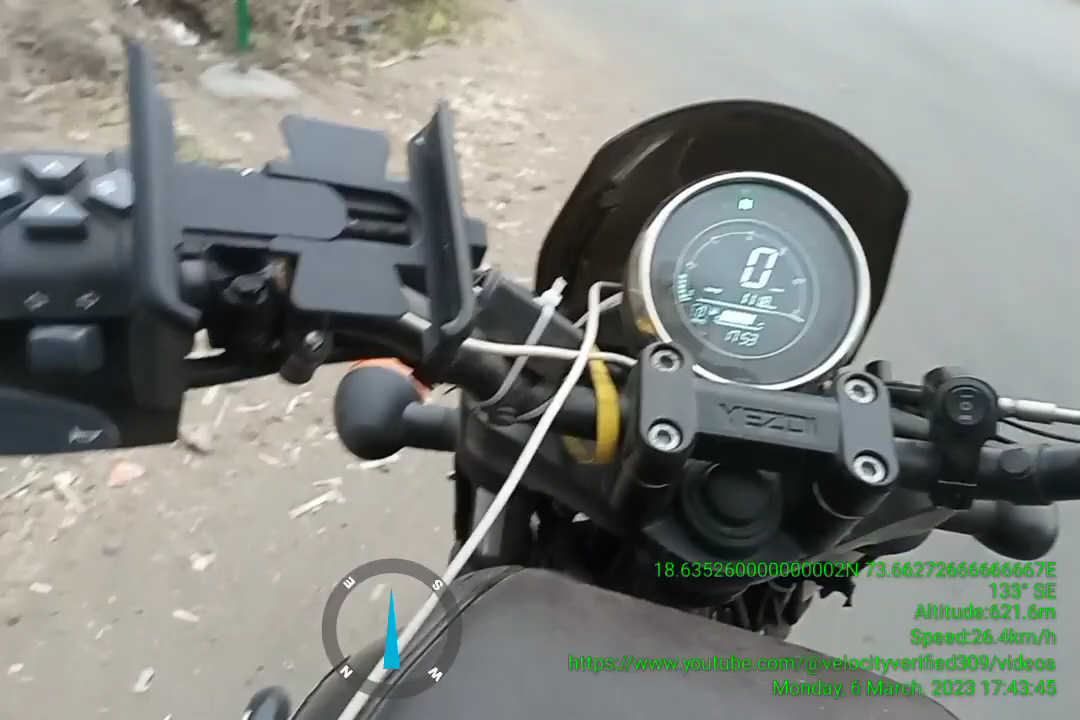 0
1753
YEZDI
E
S
N
W
18.635260000000002N 73.66272666666667E
133° SE
Altitude:621.6m
Speed:26.4km/h
https://www.youtube.com/@velocityverified309/videos
Monday, 6 March, 2023 17:43:45